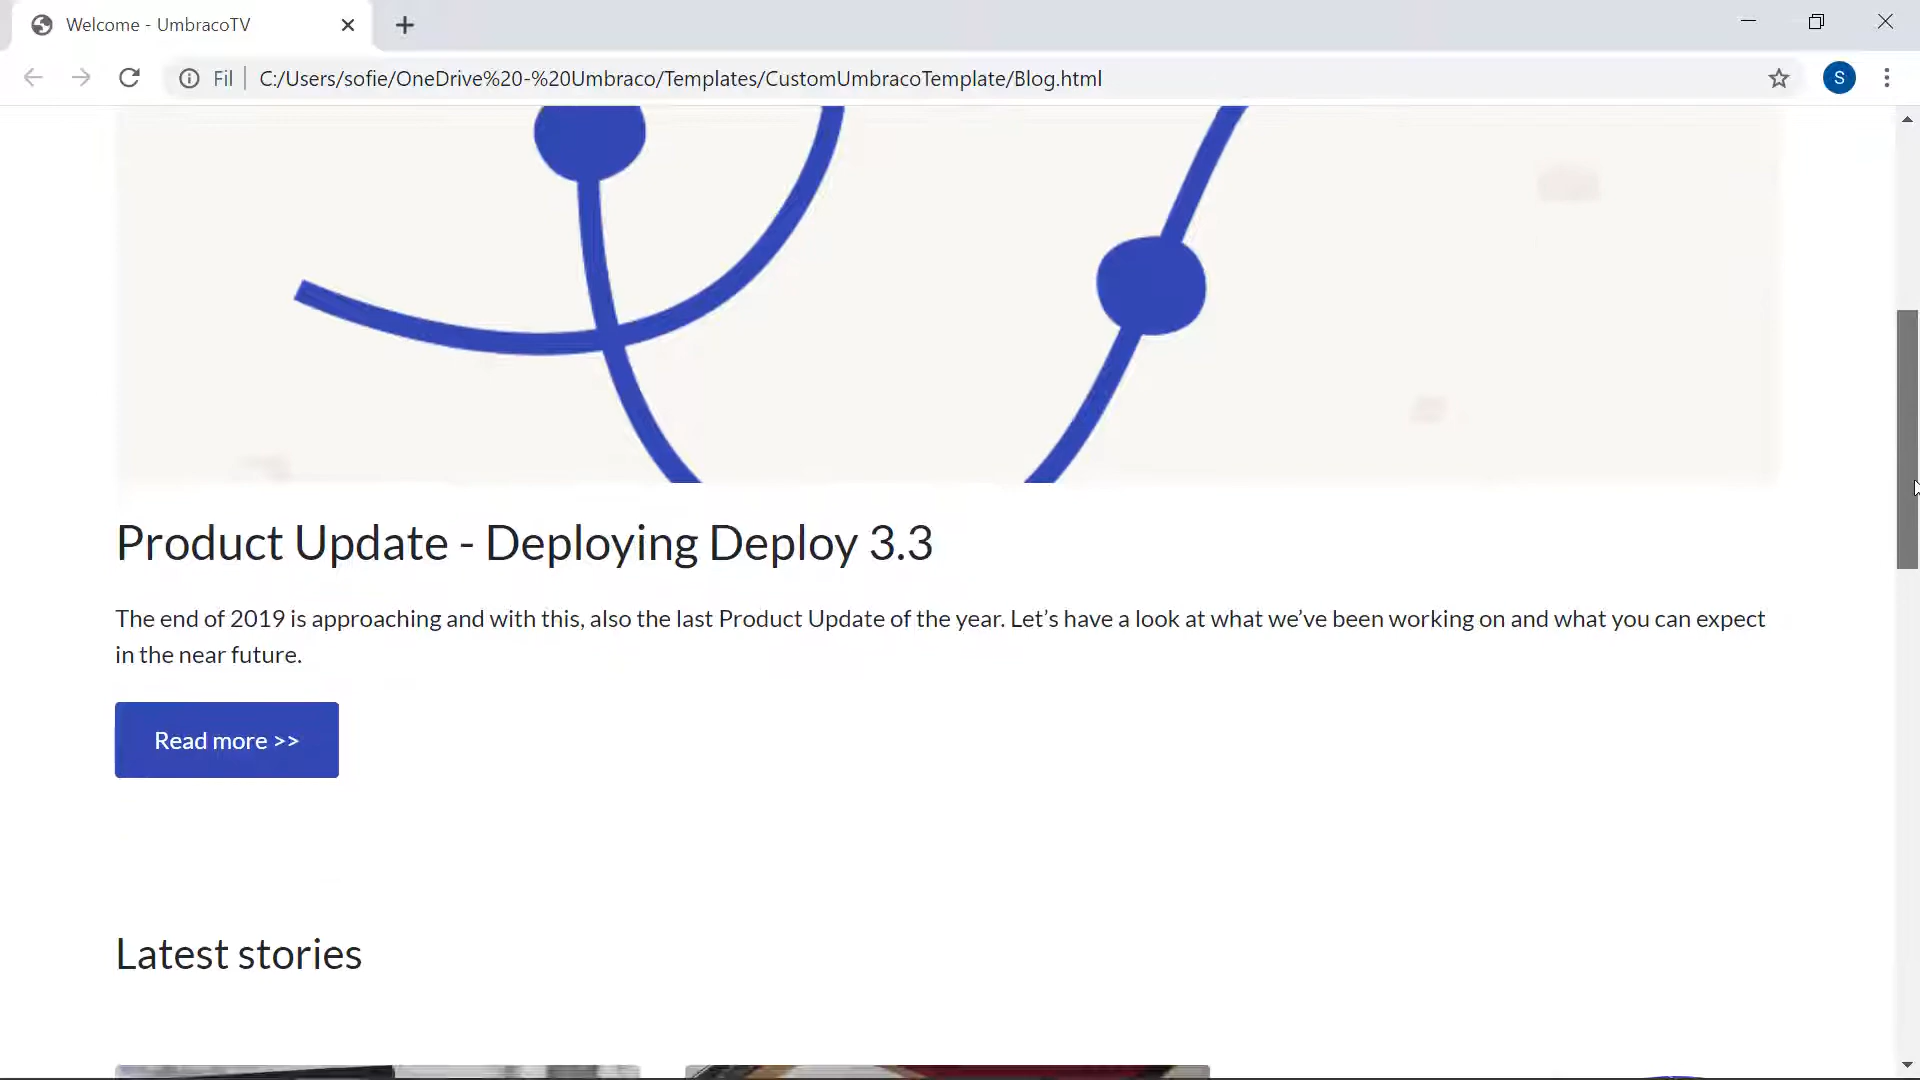 Welcome - UmbracoTV
Fil
C:/Users/sofie/OneDrive%20-%20Umbraco/Templates/CustomUmbracoTemplate/Blog.html
S
Product Update - Deploying Deploy 3.3
The end of 2019 is approaching and with this, also the last Product Update of the year. Let’s have a look at what we’ve been working on and what you can expect
in the near future.
Read more >>
Latest stories